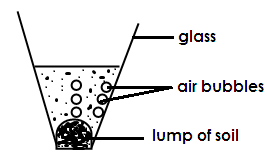 glass
air bubbles
lump of soil